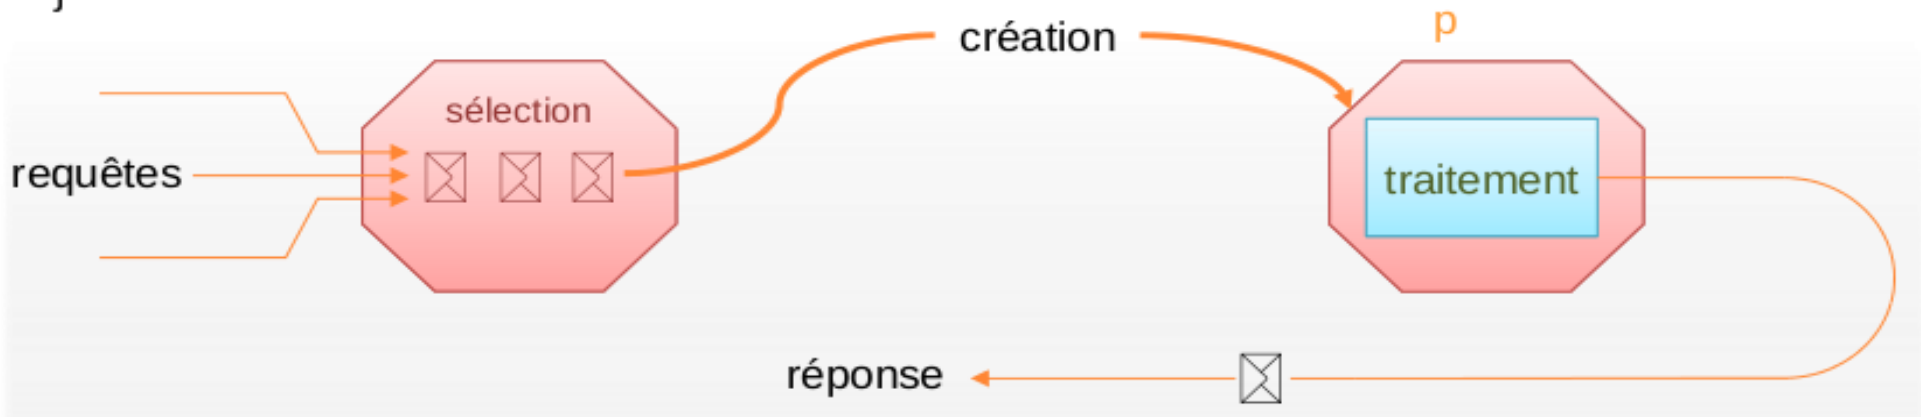 création
p
sélection
requêtes
traitement
réponse